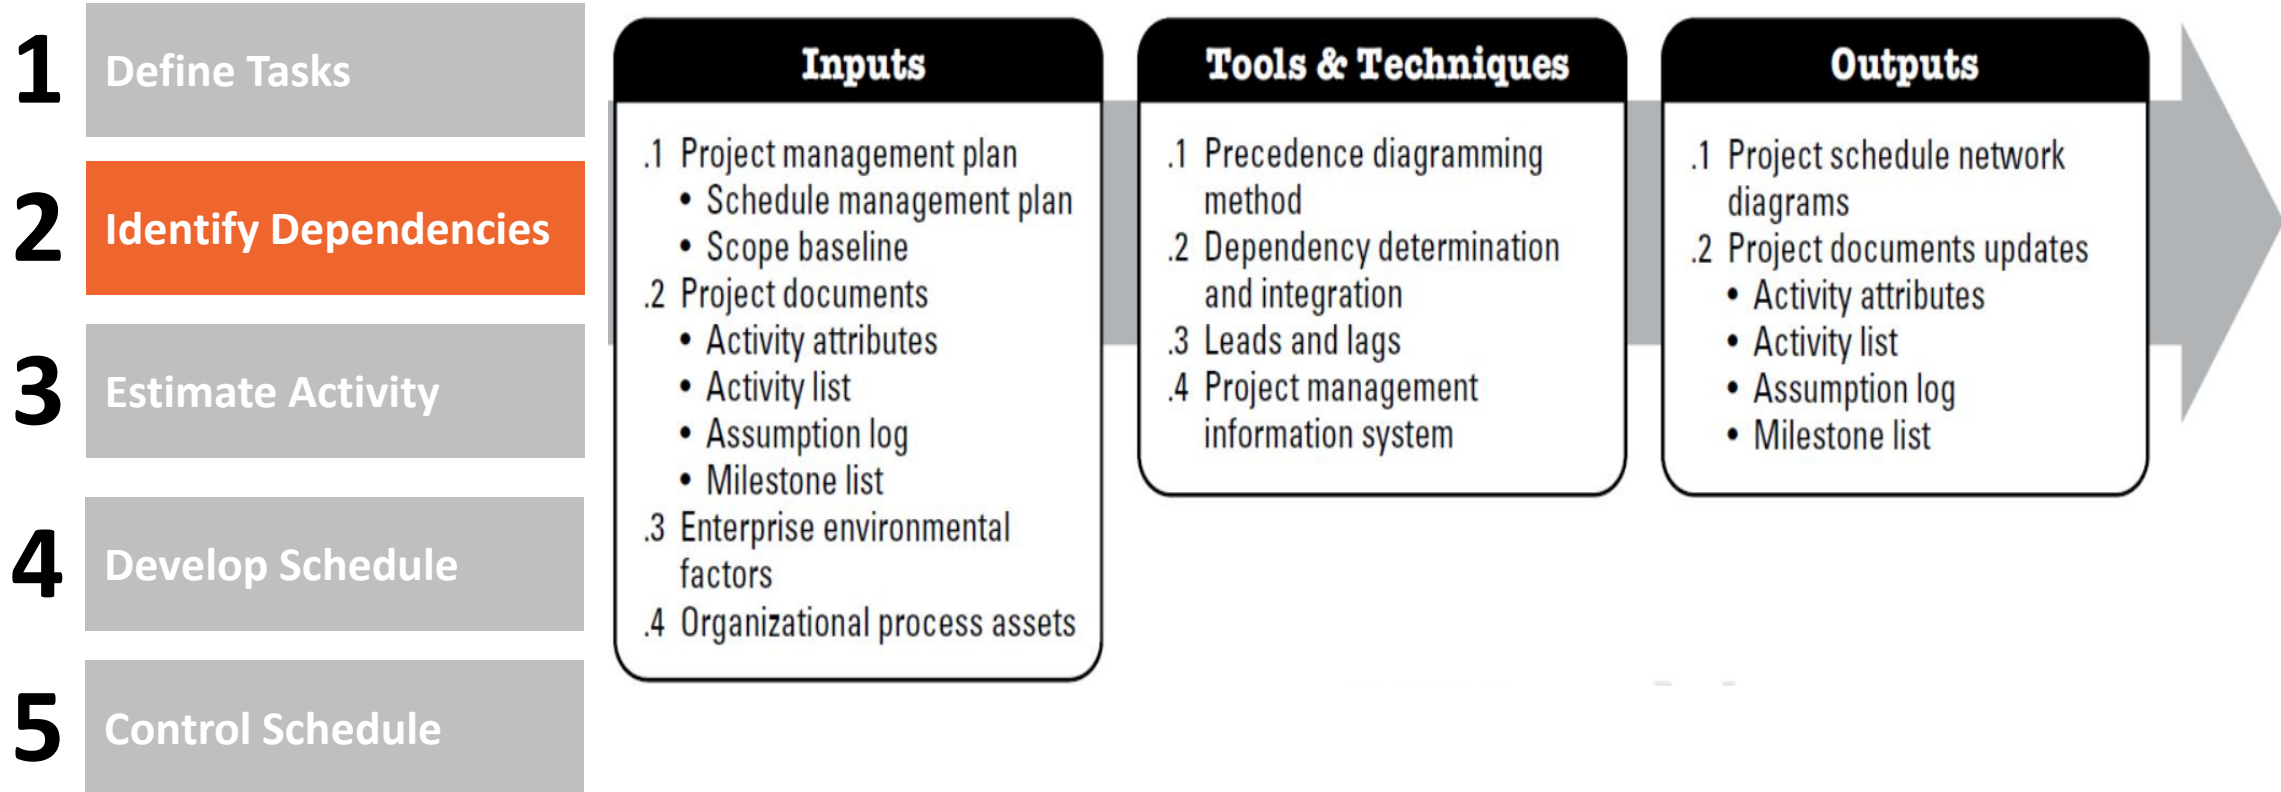 1 Define Tasks
2 Identify Dependencies
3 Estimate Activity
4 Develop Schedule
5 Control Schedule
Inputs
.1 Project management plan
• Schedule management plan
• Scope baseline
.2 Project documents
• Activity attributes
• Activity list
• Assumption log
• Milestone list
.3 Enterprise environmental
factors
.4 Organizational process assets
Tools & Techniques
.1 Precedence diagramming
method
.2 Dependency determination
and integration
.3 Leads and lags
.4 Project management
information system
Outputs
.1 Project schedule network
diagrams
.2 Project documents updates
• Activity attributes
• Activity list
• Assumption log
• Milestone list